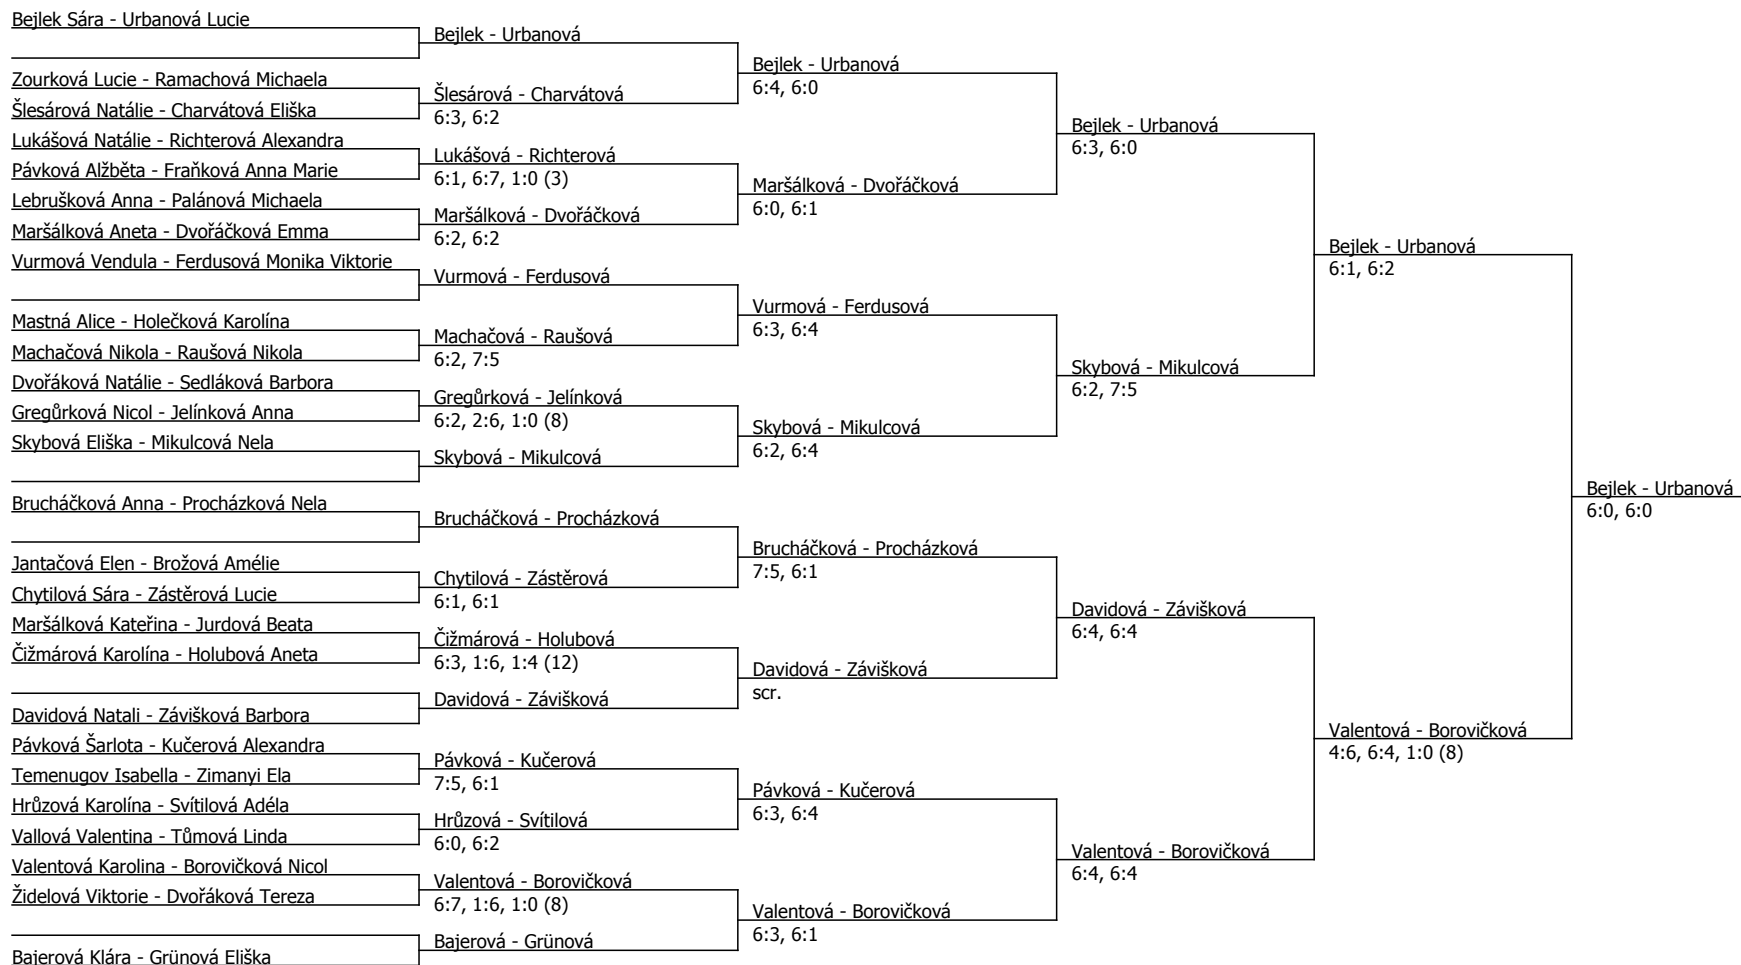 Bejlek Sára - Urbanová Lucie
Zourková Lucie - Ramachová Michaela
Šlesárová Natálie - Charvátová Eliška
Lukášová Natálie - Richterová Alexandra
Pávková Alžběta - Fraňková Anna Marie
Lebrušková Anna - Palánová Michaela
Maršálková Aneta - Dvořáčková Emma
Vurmová Vendula - Ferdusová Monika Viktorie
Mastná Alice - Holečková Karolína
Machačová Nikola - Raušová Nikola
Dvořáková Natálie - Sedláková Barbora
Gregůrková Nicol - Jelínková Anna
Skybová Eliška - Mikulcová Nela
Brucháčková Anna - Procházková Nela
Jantačová Elen - Brožová Amélie
Chytilová Sára - Zástěrová Lucie
Maršálková Kateřina - Jurdová Beata
Čižmárová Karolína - Holubová Aneta
Davidová Natali - Závišková Barbora
Pávková Šarlota - Kučerová Alexandra
Temenugov Isabella - Zimanyi Ela
Hrůzová Karolína - Svítilová Adéla
Vallová Valentina - Tůmová Linda
Valentová Karolina - Borovičková Nicol
Židelová Viktorie - Dvořáková Tereza
Bajerová Klára - Grünová Eliška
Bejlek - Urbanová
Šlesárová - Charvátová
6:3, 6:2
Lukášová - Richterová
6:1, 6:7, 1:0 (3)
Maršálková - Dvořáčková
6:2, 6:2
Vurmová - Ferdusová
Machačová - Raušová
6:2, 7:5
Gregůrková - Jelínková
6:2, 2:6, 1:0 (8)
Skybová - Mikulcová
Brucháčková - Procházková
Chytilová - Zástěrová
6:1, 6:1
Čižmárová - Holubová
6:3, 1:6, 1:4 (12)
Davidová - Závišková
Pávková - Kučerová
7:5, 6:1
Hrůzová - Svítilová
6:0, 6:2
Valentová - Borovičková
6:7, 1:6, 1:0 (8)
Bajerová - Grünová
Bejlek - Urbanová
6:4, 6:0
Maršálková - Dvořáčková
6:0, 6:1
Vurmová - Ferdusová
6:3, 6:4
Skybová - Mikulcová
6:2, 6:4
Brucháčková - Procházková
7:5, 6:1
Davidová - Závišková
scr.
Pávková - Kučerová
6:3, 6:4
Valentová - Borovičková
6:3, 6:1
Bejlek - Urbanová
6:3, 6:0
Skybová - Mikulcová
6:2, 7:5
Davidová - Závišková
6:4, 6:4
Valentová - Borovičková
6:4, 6:4
Bejlek - Urbanová
6:1, 6:2
Valentová - Borovičková
4:6, 6:4, 1:0 (8)
Bejlek - Urbanová
6:0, 6:0